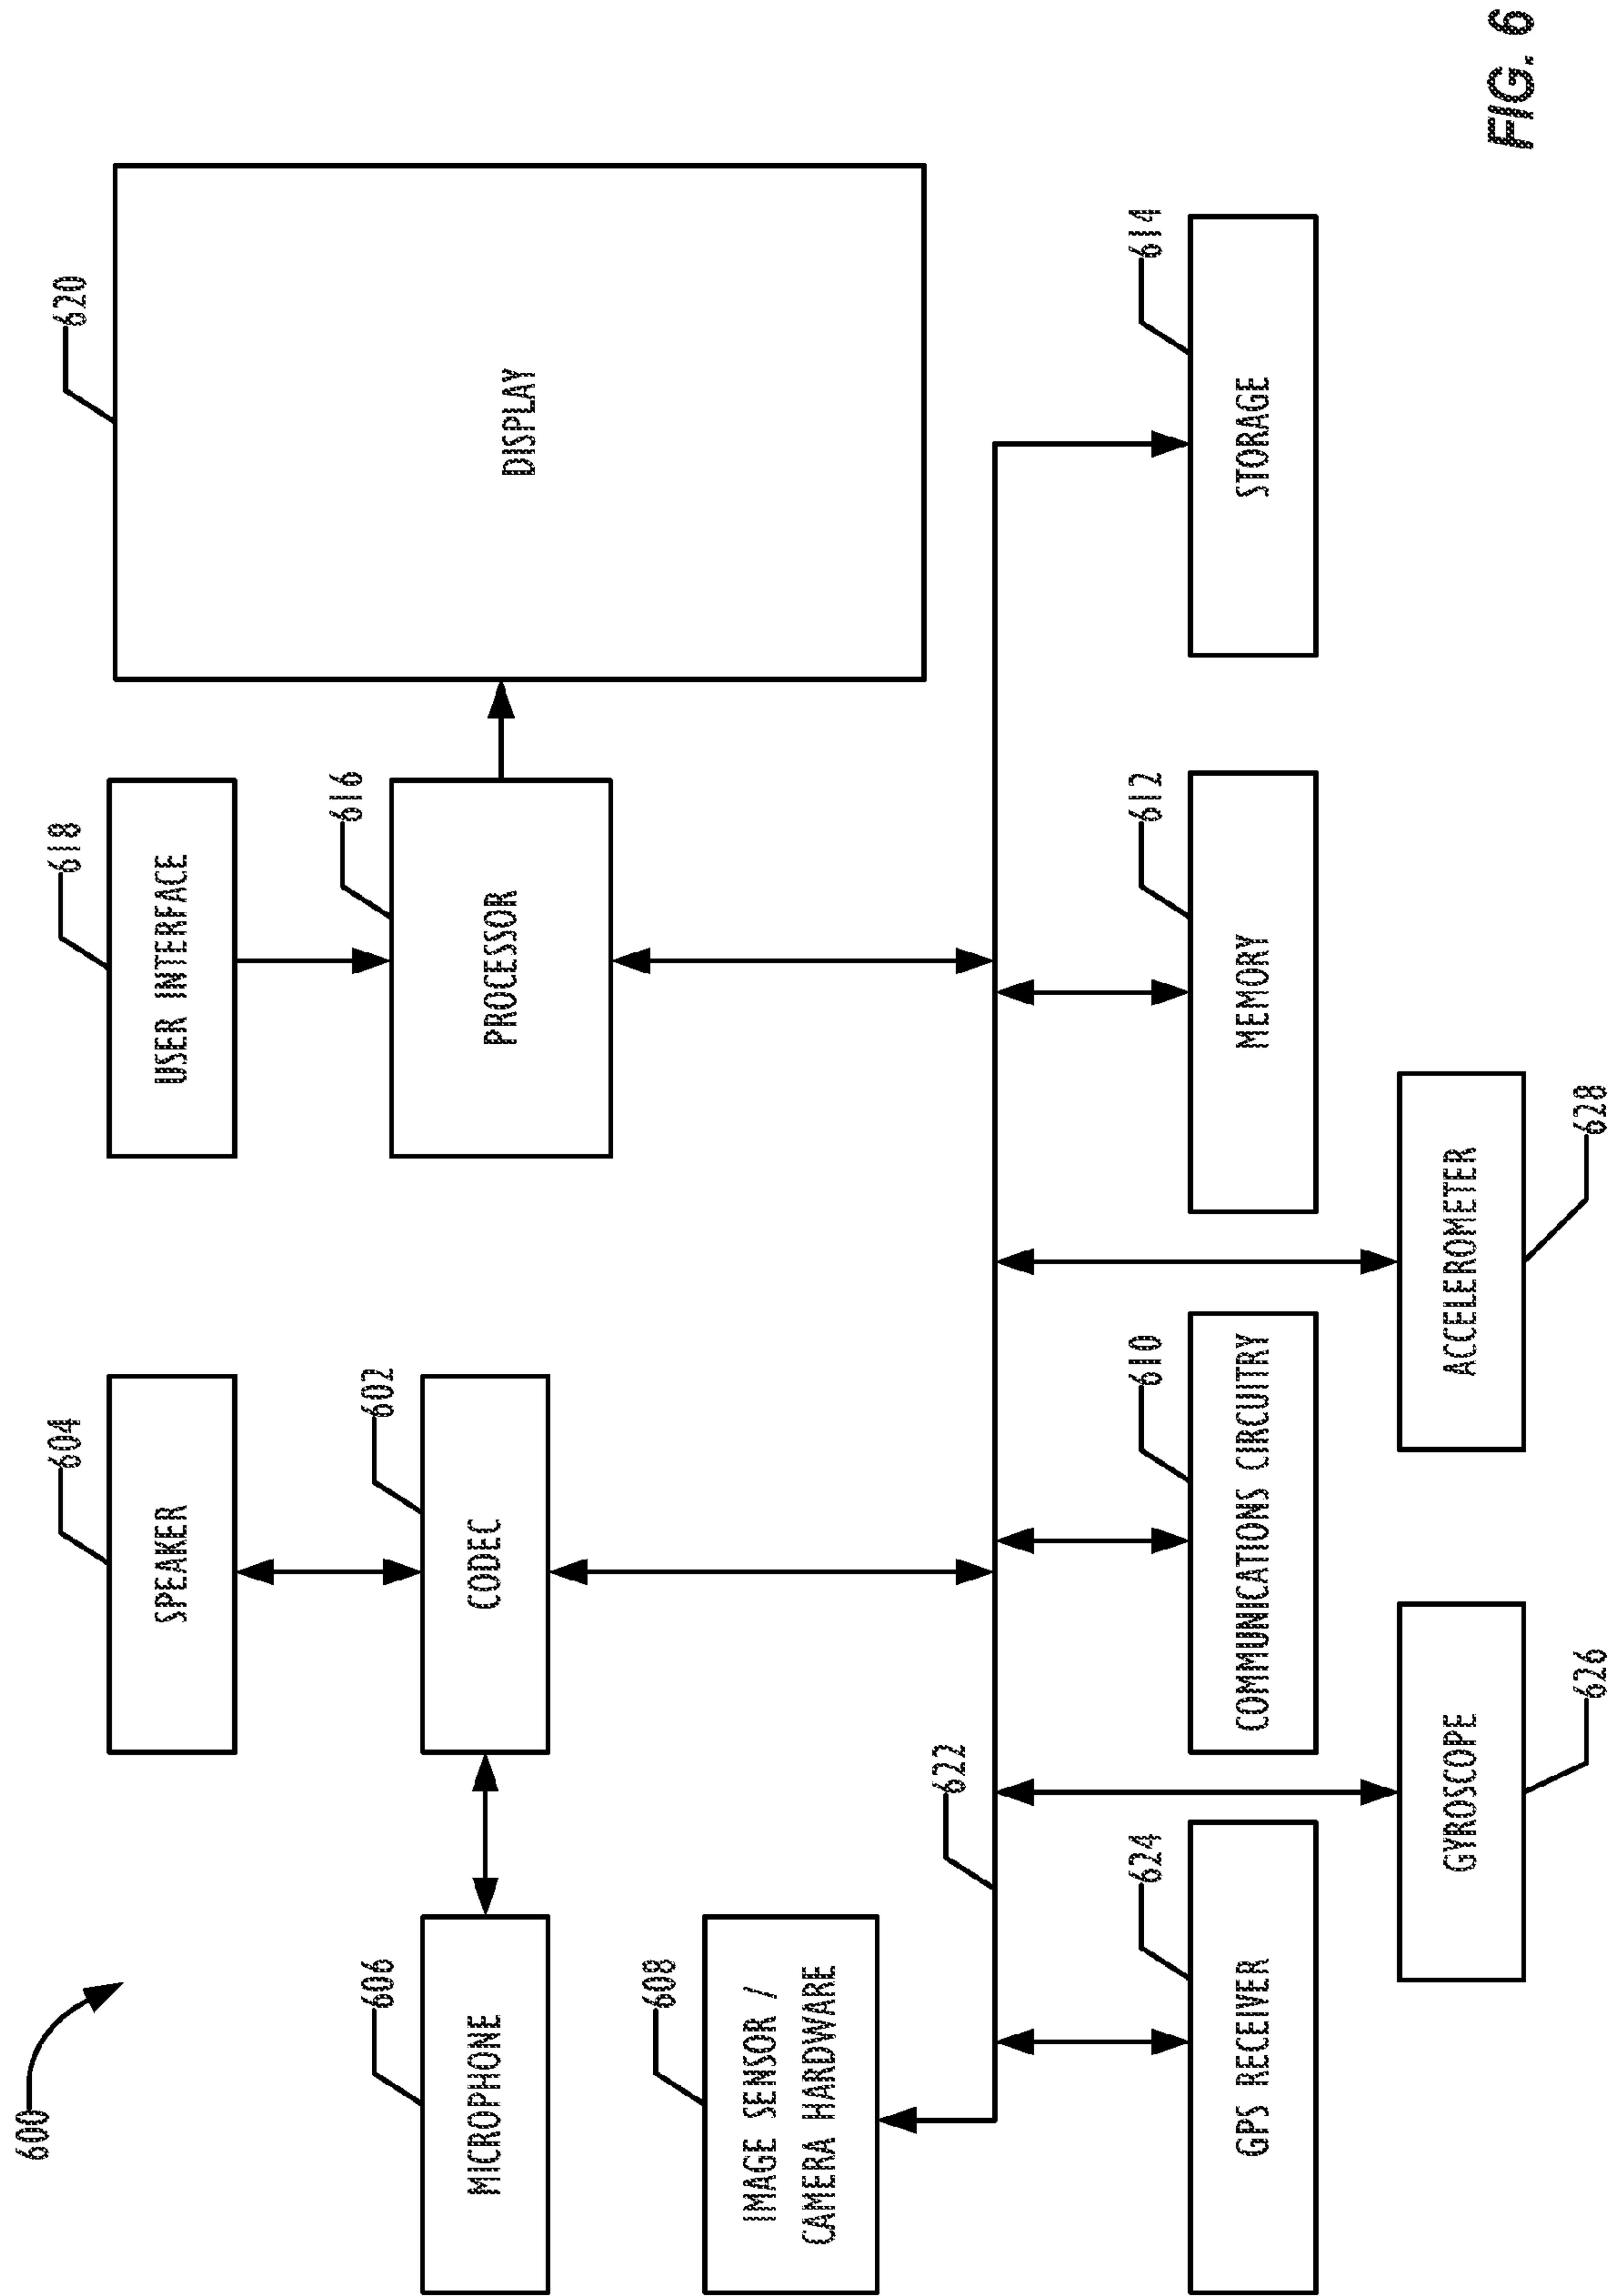 600
604
SPEAKER
618
USER INTERFACE
620
DISPLAY
606
MICROPHONE
602
CODEC
616
PROCESSOR
608
IMAGE SENSOR /
CAMERA HARDWARE
622
624
GPS RECEIVER
610
COMMUNICATIONS CIRCUITRY
612
MEMORY
614
STORAGE
GYROSCOPE
626
ACCELEROMETER
628
FIG. 6